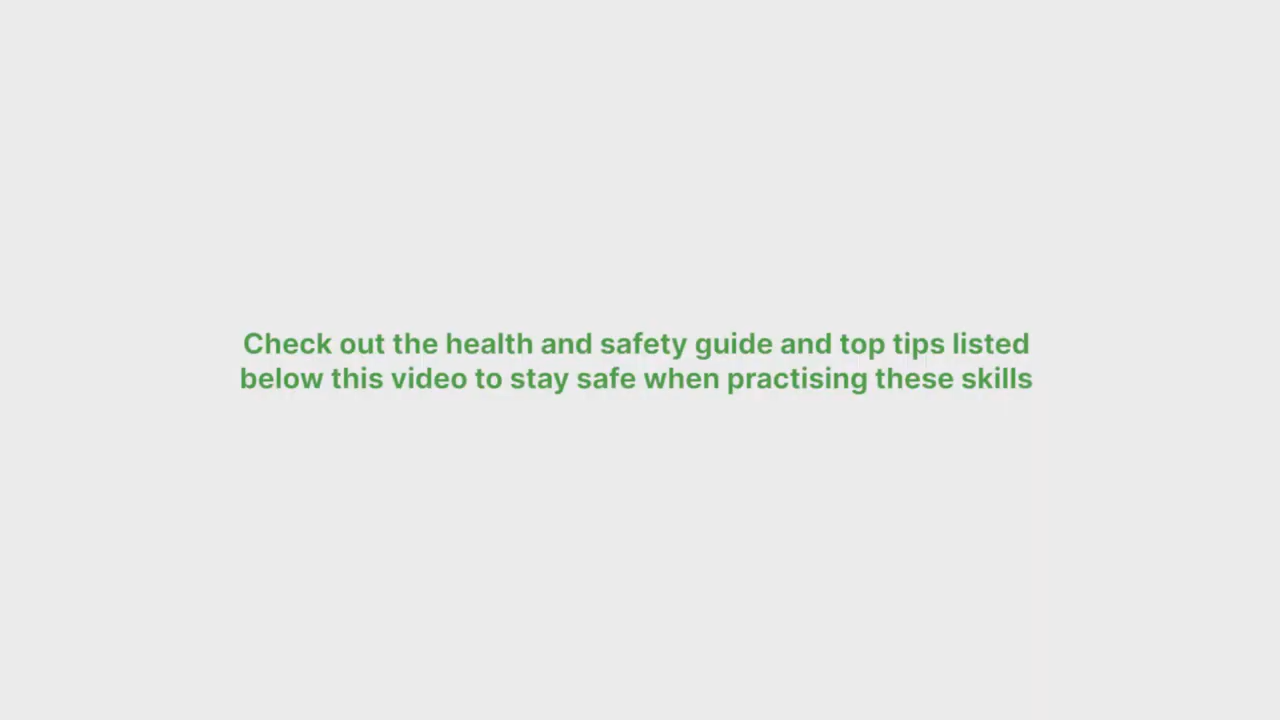 Check out the health and safety guide and top tips listed
below this video to stay safe when practising these skills